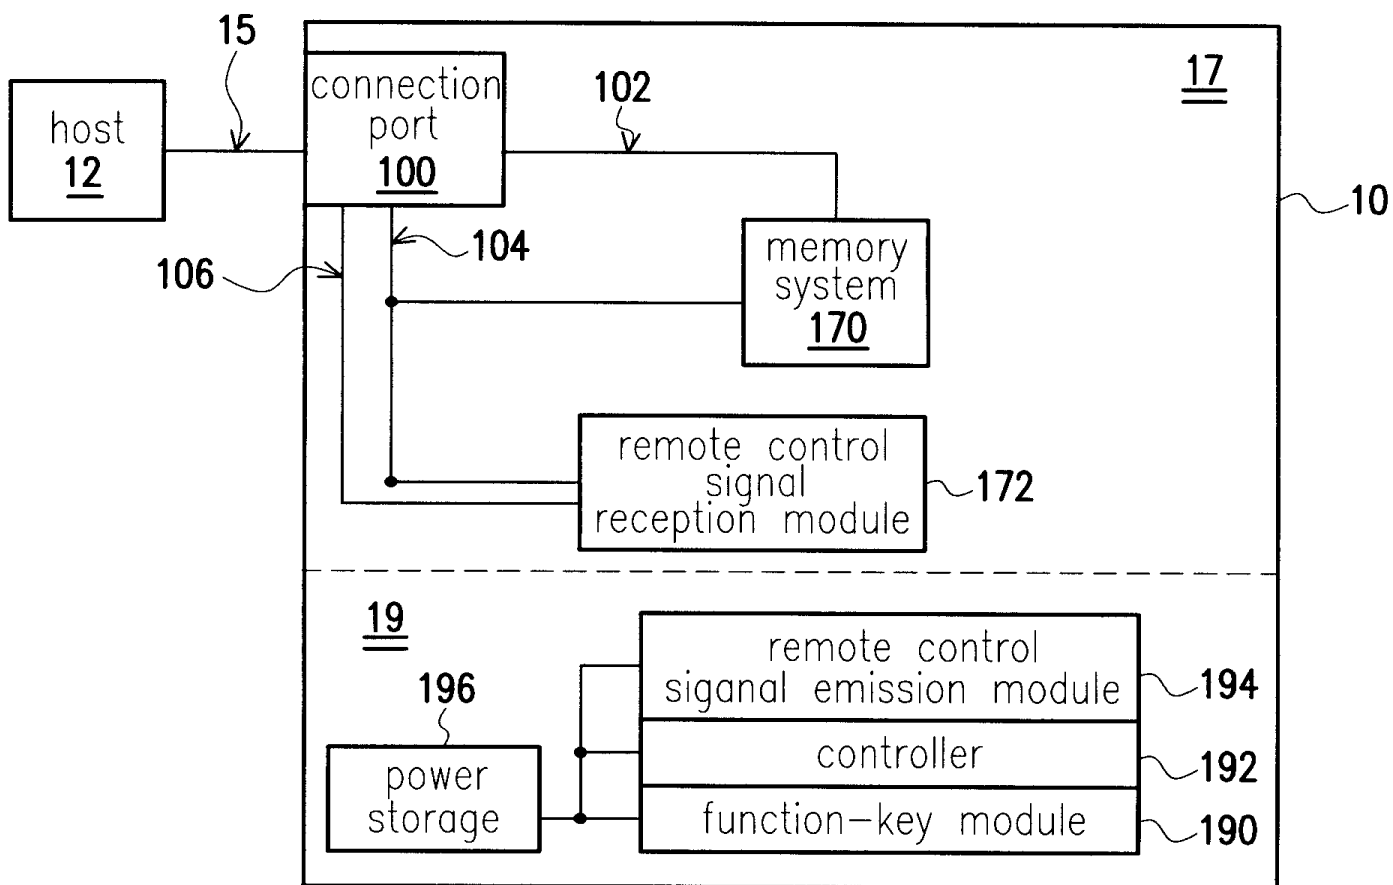 15
17
host
12
connection
port
100
102
10
104
106
memory
system
170
remote control
signal
reception module
172
19
196
remote control
siganal emission module
194
power
storage
controller
192
function-key module
190